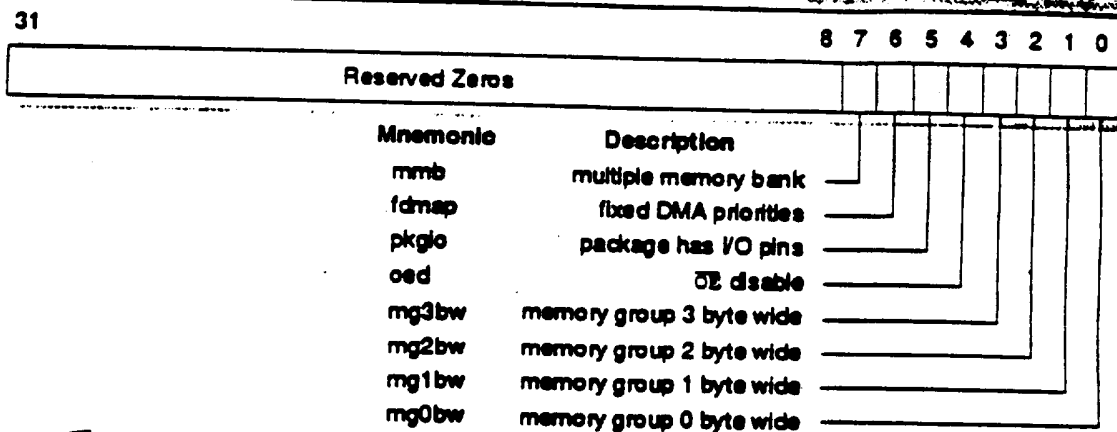 31 8 7 6 5 4 3 2 1 0
Reserved Zeros
Mnemonic Description
mmb multiple memory bank
fdmap fixed DMA priorities
pkgio package has I/O pins
oed OE disable
mg3bw memory group 3 byte wide
mg2bw memory group 2 byte wide
mg1bw memory group 1 byte wide
mg0bw memory group 0 byte wide